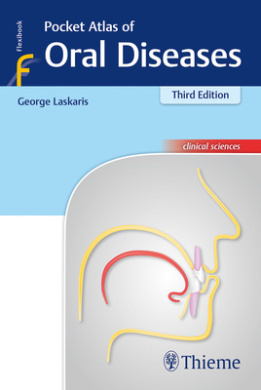 Flexibook
Pocket Atlas of
Oral Diseases
George Laskaris
Third Edition
clinical sciences
Thieme